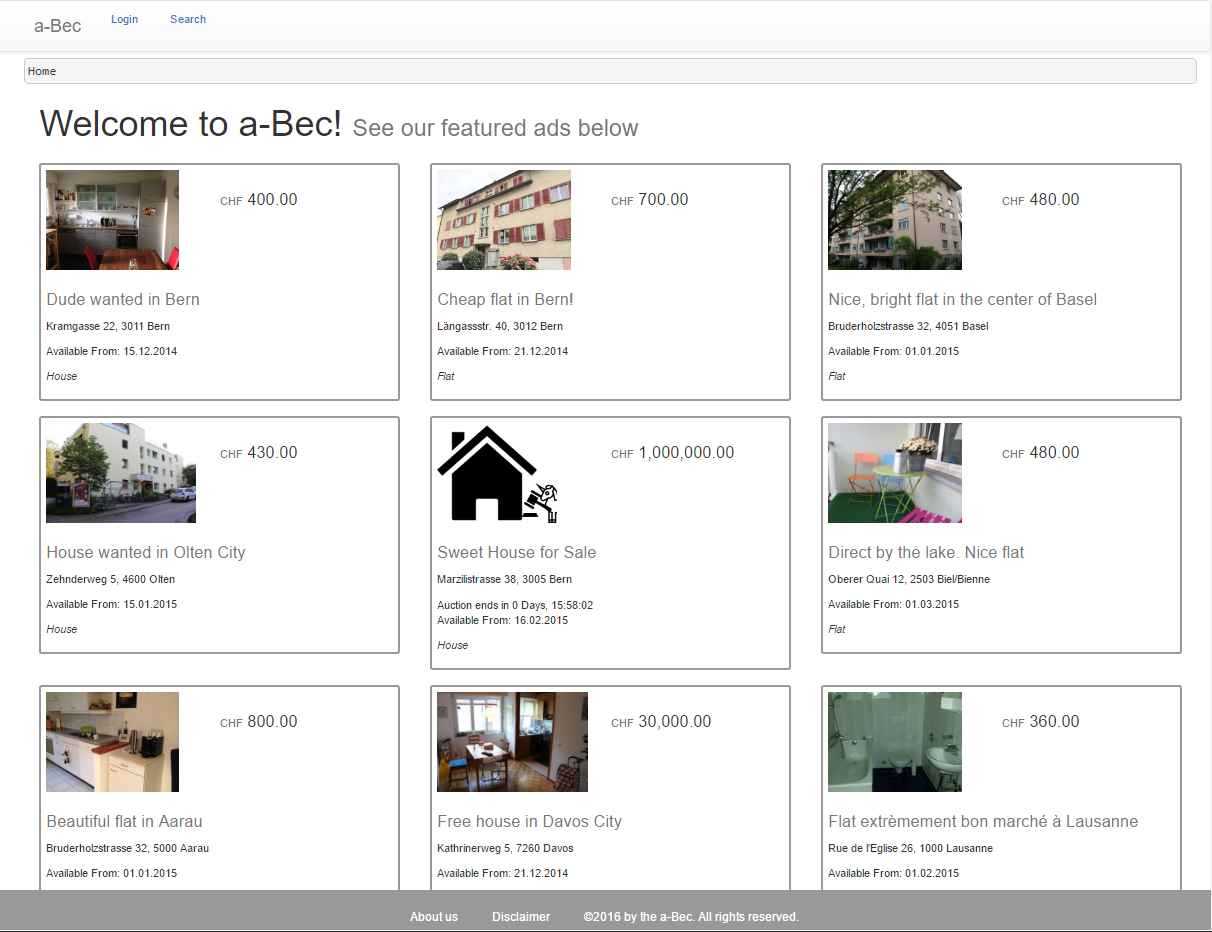 a-Bec
Login
Search
Home
Welcome to a-Bec! See our featured ads below
CHF 400.00
Dude wanted in Bern
Kramgasse 22, 3011 Bern
Available From: 15.12.2014
House
CHF 700.00
Cheap flat in Bern!
Längassstr. 40, 3012 Bern
Available From: 21.12.2014
Flat
CHF 480.00
Nice, bright flat in the center of Basel
Bruderholzstrasse 32, 4051 Basel
Available From: 01.01.2015
Flat
CHF 430.00
House wanted in Olten City
Zehnderweg 5, 4600 Olten
Available From: 15.01.2015
House
CHF 1,000,000.00
Sweet House for Sale
Marzilistrasse 38, 3005 Bern
Auction ends in 0 Days, 15:58:02
Available From: 16.02.2015
House
CHF 480.00
Direct by the lake. Nice flat
Oberer Quai 12, 2503 Biel/Bienne
Available From: 01.03.2015
Flat
CHF 800.00
Beautiful flat in Aarau
Bruderholzstrasse 32, 5000 Aarau
Available From: 01.01.2015
CHF 30,000.00
Free house in Davos City
Kathrinerweg 5, 7260 Davos
Available From: 21.12.2014
CHF 360.00
Flat extrèmement bon marché à Lausanne
Rue de l'Eglise 26, 1000 Lausanne
Available From: 01.02.2015
About us
Disclaimer
©2016 by the a-Bec. All rights reserved.